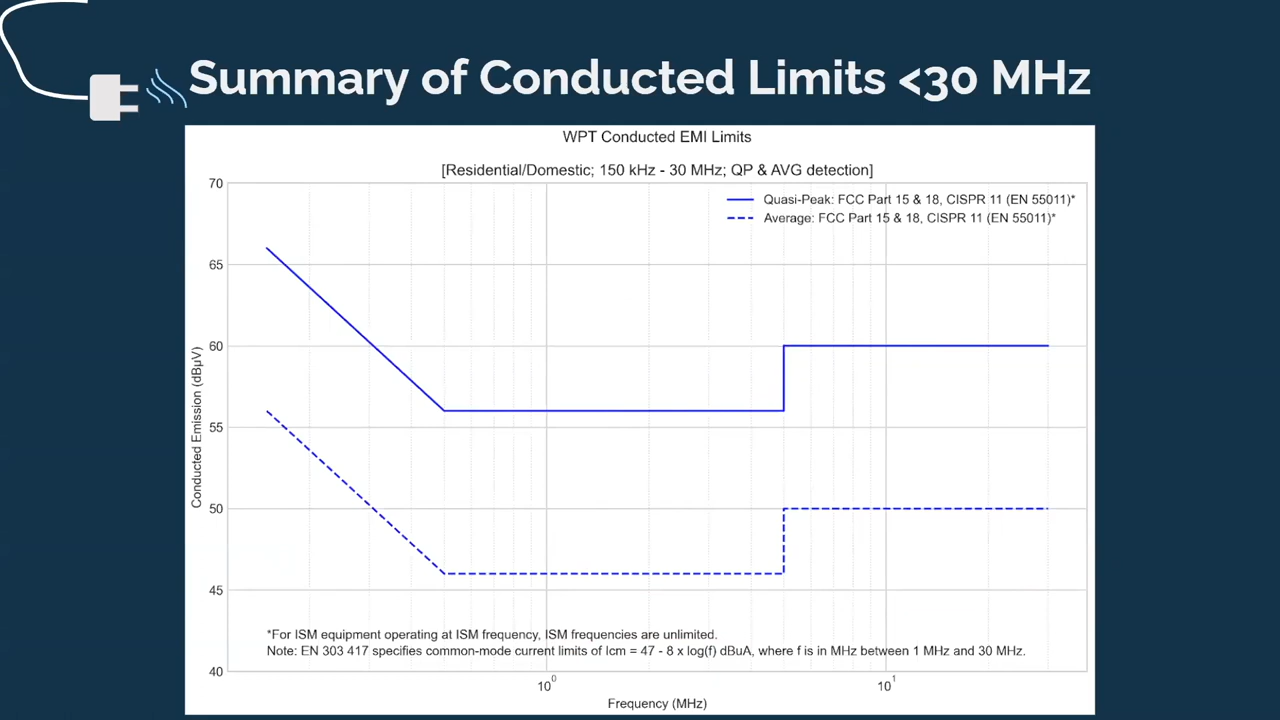 Summary of Conducted Limits <30 MHz
WPT Conducted EMI Limits
[Residential/Domestic; 150 kHz - 30 MHz; QP & AVG detection]
Quasi-Peak: FCC Part 15 & 18, CISPR 11 (EN 55011)*
Average: FCC Part 15 & 18, CISPR 11 (EN 55011)*
70
65
60
55
50
45
40
Conducted Emission (dBµV)
*For ISM equipment operating at ISM frequency, ISM frequencies are unlimited.
Note: EN 303 417 specifies common-mode current limits of Icm = 47 - 8 x log(f) dBuA, where f is in MHz between 1 MHz and 30 MHz.
10⁰ 10¹
Frequency (MHz)